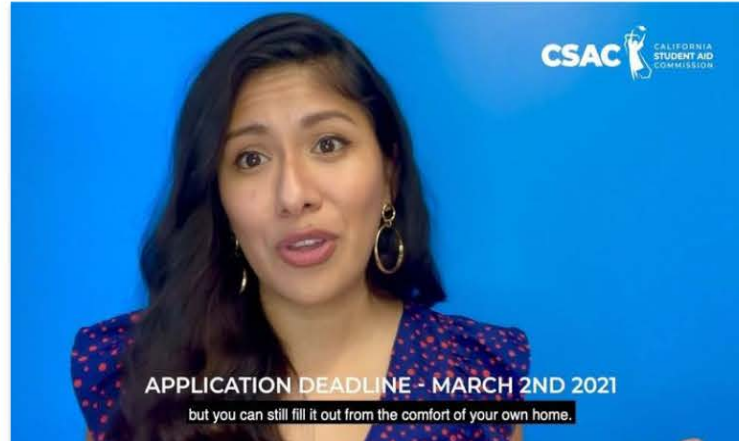 CSAC
CALIFORNIA
STUDENT AID
COMMISSION
APPLICATION DEADLINE - MARCH 2ND 2021
but you can still fill it out from the comfort of your own home.